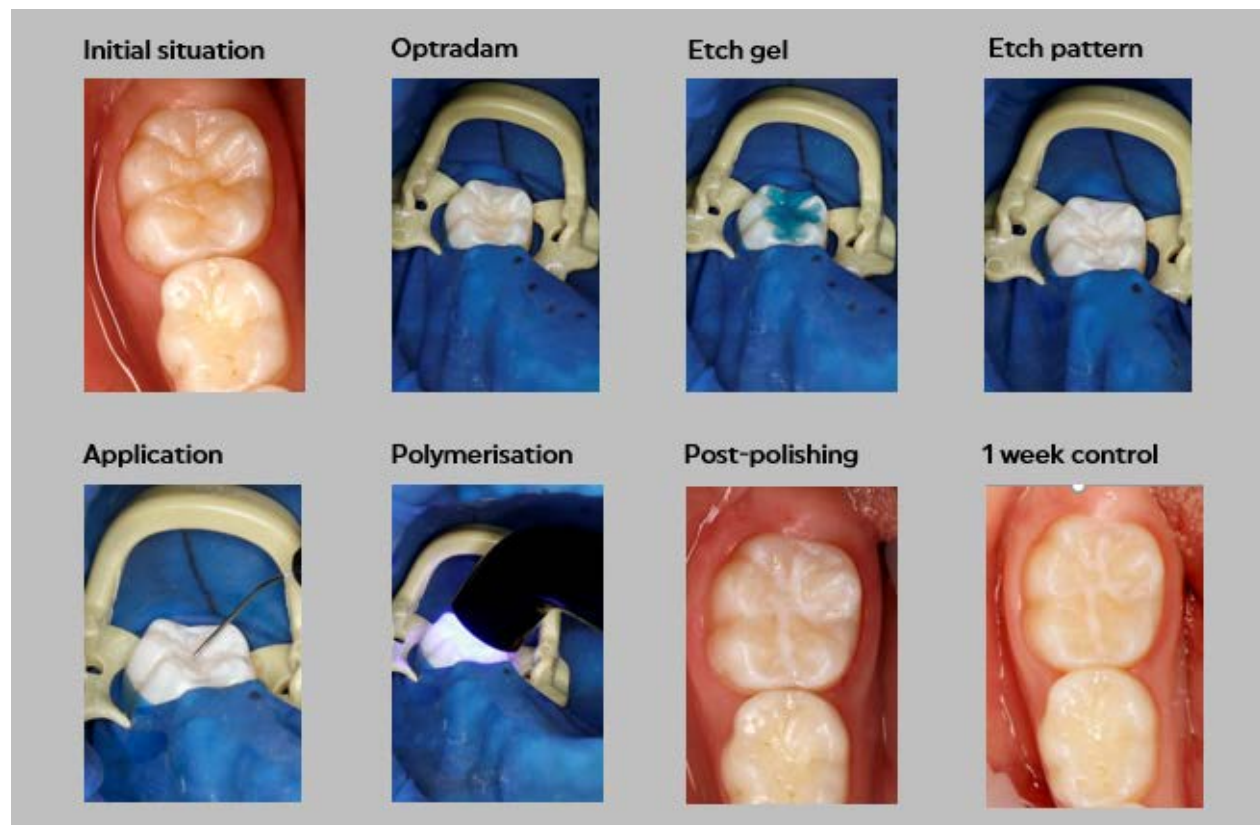 Initial situation
Optradam
Etch gel
Etch pattern
Application
Polymerisation
Post-polishing
1 week control